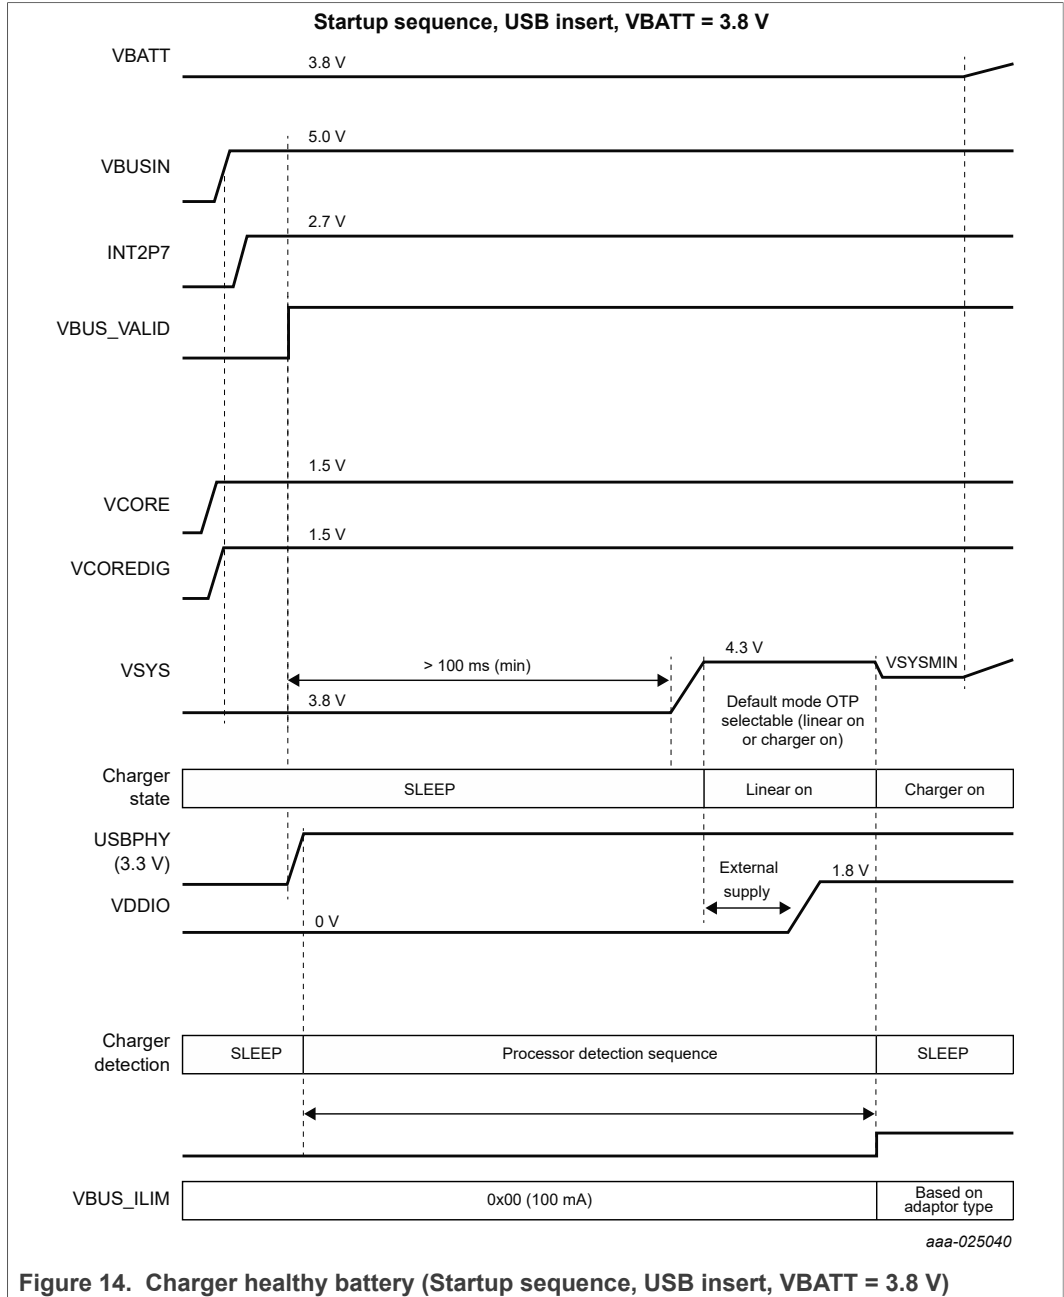 Startup sequence, USB insert, VBATT = 3.8 V
VBATT
3.8 V
VBUSIN
5.0 V
INT2P7
2.7 V
VBUS_VALID
VCORE
1.5 V
VCOREDIG
1.5 V
VSYS
> 100 ms (min)
3.8 V
4.3 V
VSYSMIN
Default mode OTP
selectable (linear on
or charger on)
Charger
state
SLEEP
Linear on
Charger on
USBPHY
(3.3 V)
External
supply
1.8 V
VDDIO
0 V
Charger
detection
SLEEP
Processor detection sequence
SLEEP
VBUS_ILIM
0x00 (100 mA)
Based on
adaptor type
aaa-025040
Figure 14. Charger healthy battery (Startup sequence, USB insert, VBATT = 3.8 V)